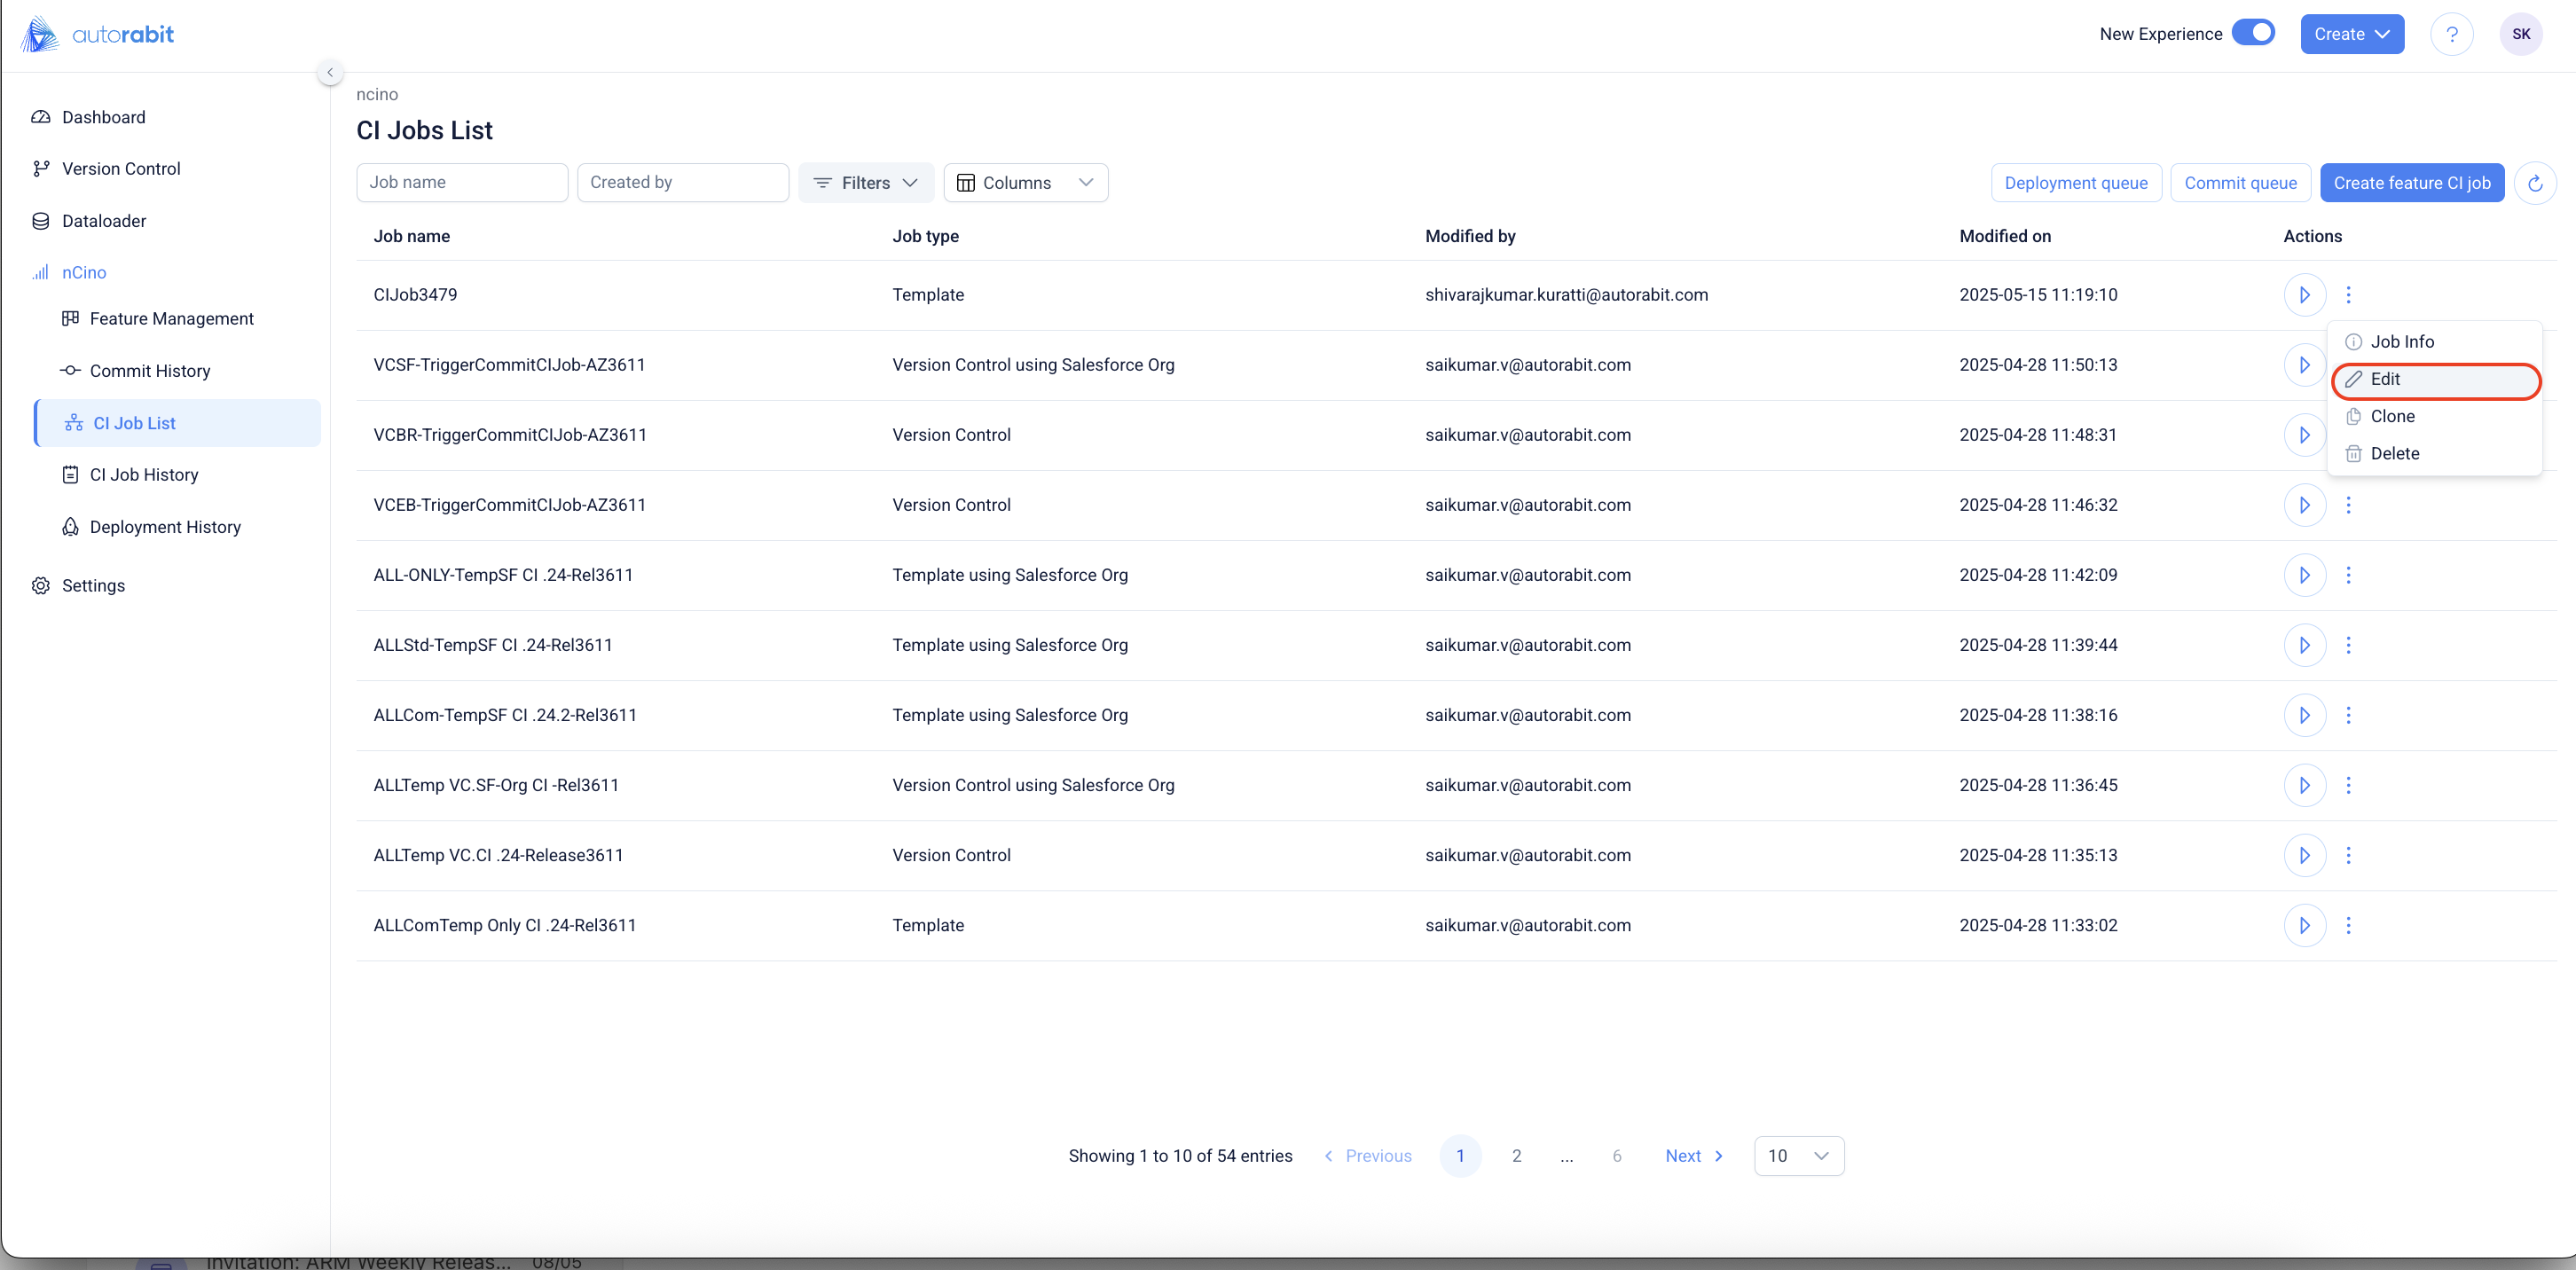 autorabit
New Experience
Create
?
SK
Dashboard
Version Control
Dataloader
nCino
Feature Management
Commit History
CI Job List
CI Job History
Deployment History
Settings
ncino
CI Jobs List
Job name
Created by
Filters
Columns
Deployment queue
Commit queue
Create feature CI job
Job name Job type Modified by Modified on Actions
CIJob3479 Template shivarajkumar.kuratti@autorabit.com 2025-05-15 11:19:10
VCSF-TriggerCommitCIJob-AZ3611 Version Control using Salesforce Org saikumar.v@autorabit.com 2025-04-28 11:50:13
VCBR-TriggerCommitCIJob-AZ3611 Version Control saikumar.v@autorabit.com 2025-04-28 11:48:31
VCEB-TriggerCommitCIJob-AZ3611 Version Control saikumar.v@autorabit.com 2025-04-28 11:46:32
ALL-ONLY-TempSF CI .24-Rel3611 Template using Salesforce Org saikumar.v@autorabit.com 2025-04-28 11:42:09
ALLStd-TempSF CI .24-Rel3611 Template using Salesforce Org saikumar.v@autorabit.com 2025-04-28 11:39:44
ALLCom-TempSF CI .24.2-Rel3611 Template using Salesforce Org saikumar.v@autorabit.com 2025-04-28 11:38:16
ALLTemp VC.SF-Org CI -Rel3611 Version Control using Salesforce Org saikumar.v@autorabit.com 2025-04-28 11:36:45
ALLTemp VC.CI .24-Release3611 Version Control saikumar.v@autorabit.com 2025-04-28 11:35:13
ALLComTemp Only CI .24-Rel3611 Template saikumar.v@autorabit.com 2025-04-28 11:33:02
Job Info
Edit
Clone
Delete
Showing 1 to 10 of 54 entries Previous 1 2 ... 6 Next 10
Invitation: ARM Weekly Releas... 08/05